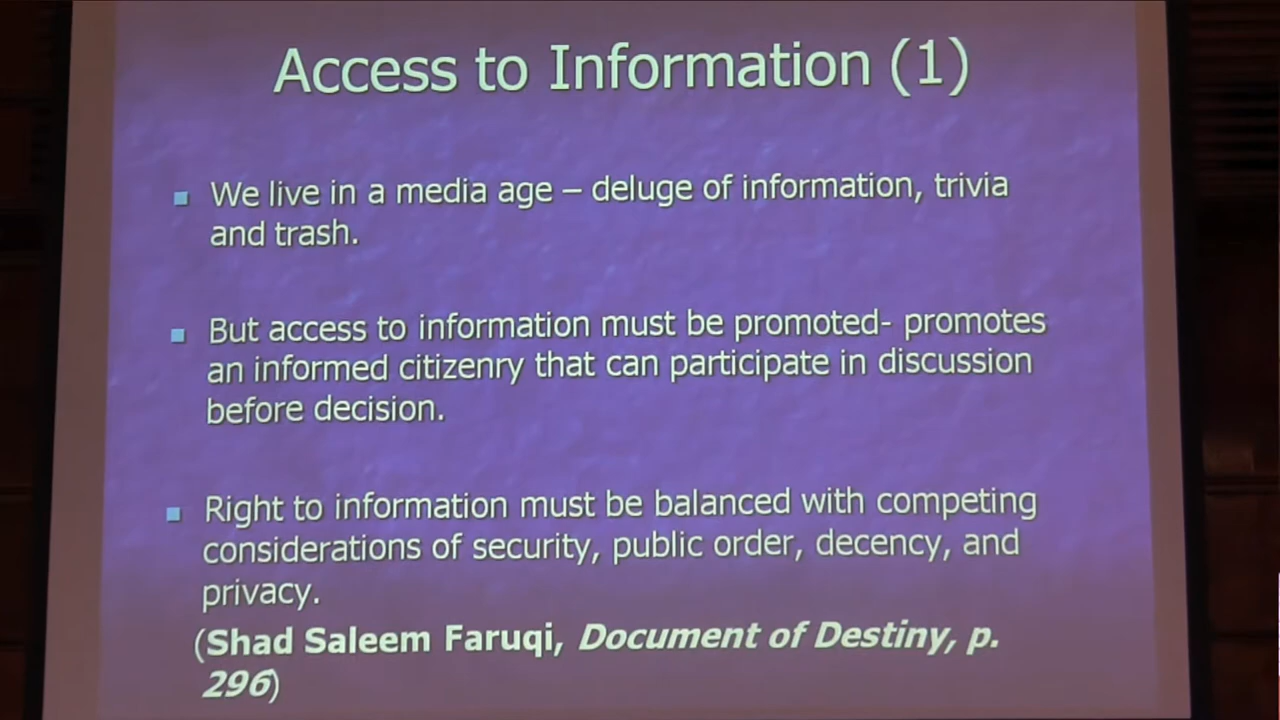 Access to Information (1)
We live in a media age – deluge of information, trivia
and trash.
But access to information must be promoted- promotes
an informed citizenry that can participate in discussion
before decision.
Right to information must be balanced with competing
considerations of security, public order, decency, and
privacy.
(Shad Saleem Faruqi, Document of Destiny, p.
296)